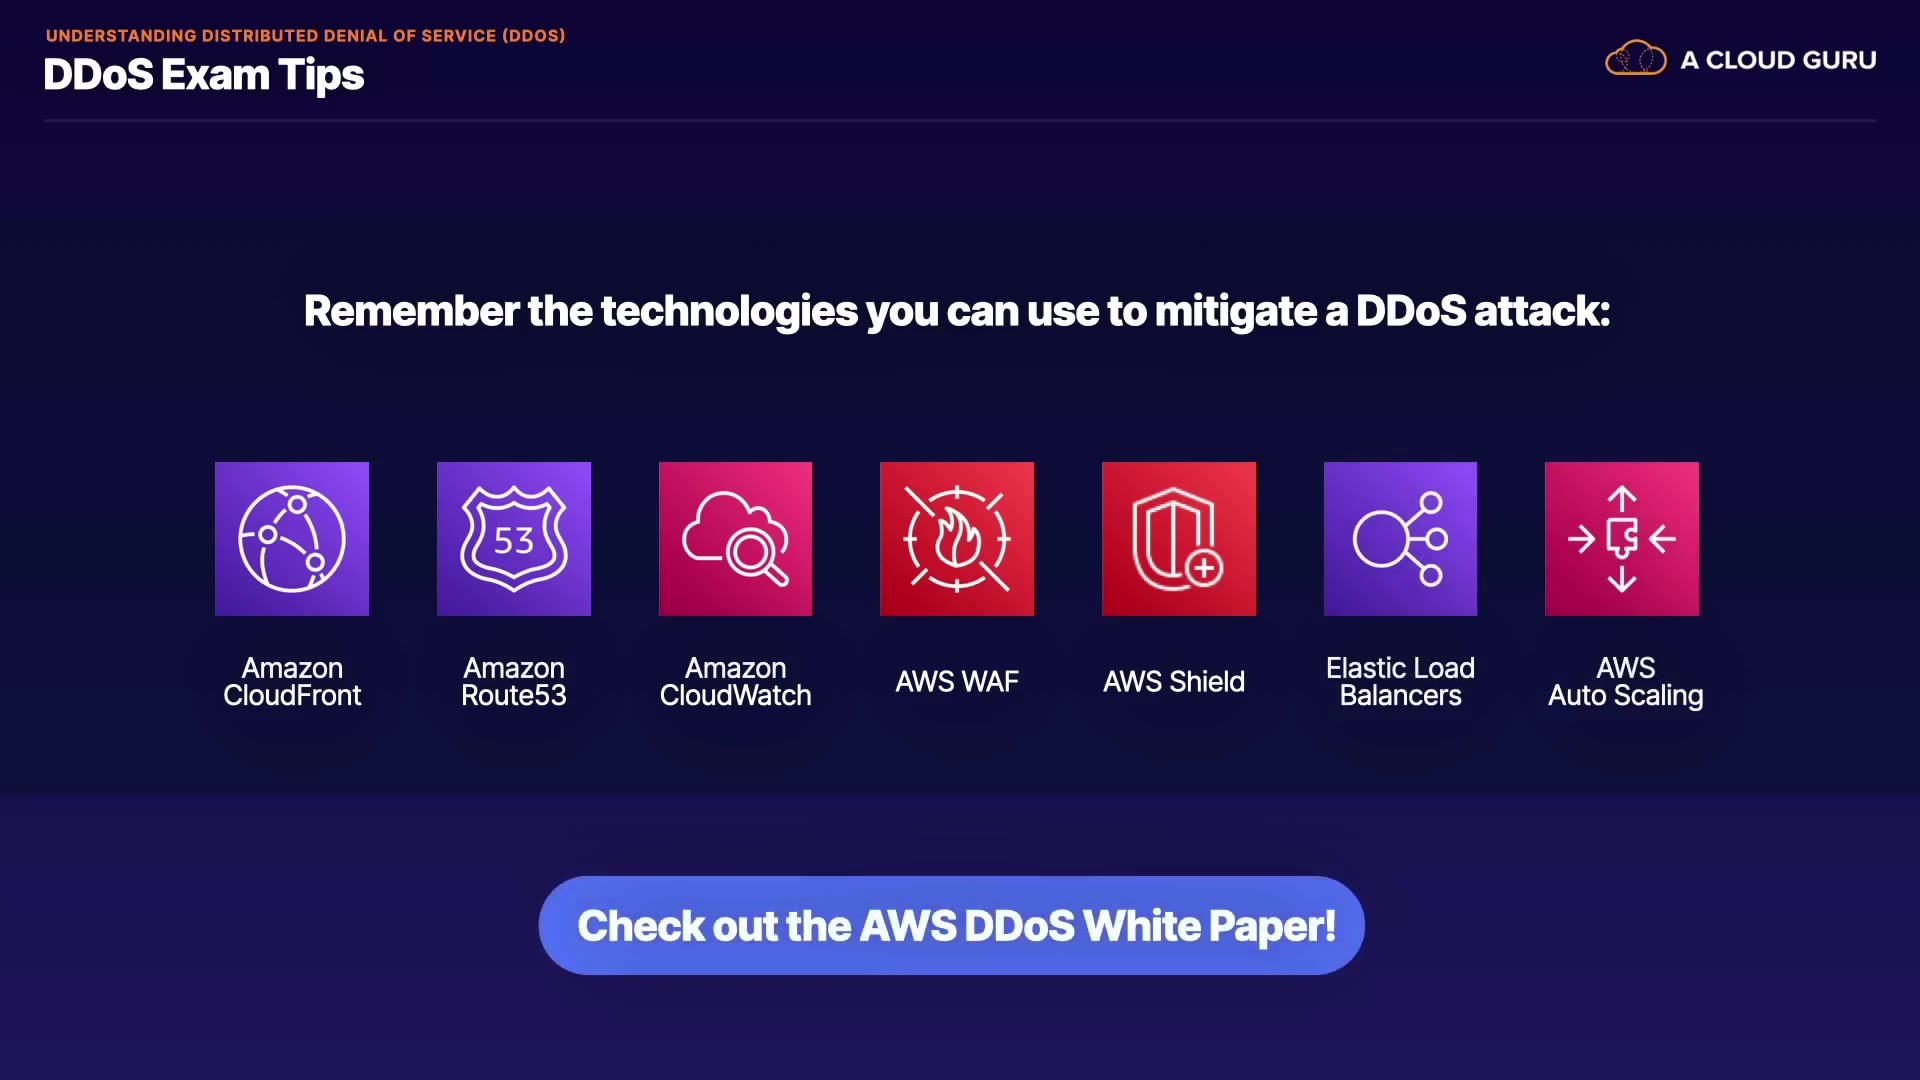 UNDERSTANDING DISTRIBUTED DENIAL OF SERVICE (DDOS)
DDoS Exam Tips
A CLOUD GURU
Remember the technologies you can use to mitigate a DDoS attack:
53
Amazon
CloudFront
Amazon
Route53
Amazon
CloudWatch
AWS WAF
AWS Shield
Elastic Load
Balancers
AWS
Auto Scaling
Check out the AWS DDoS White Paper!